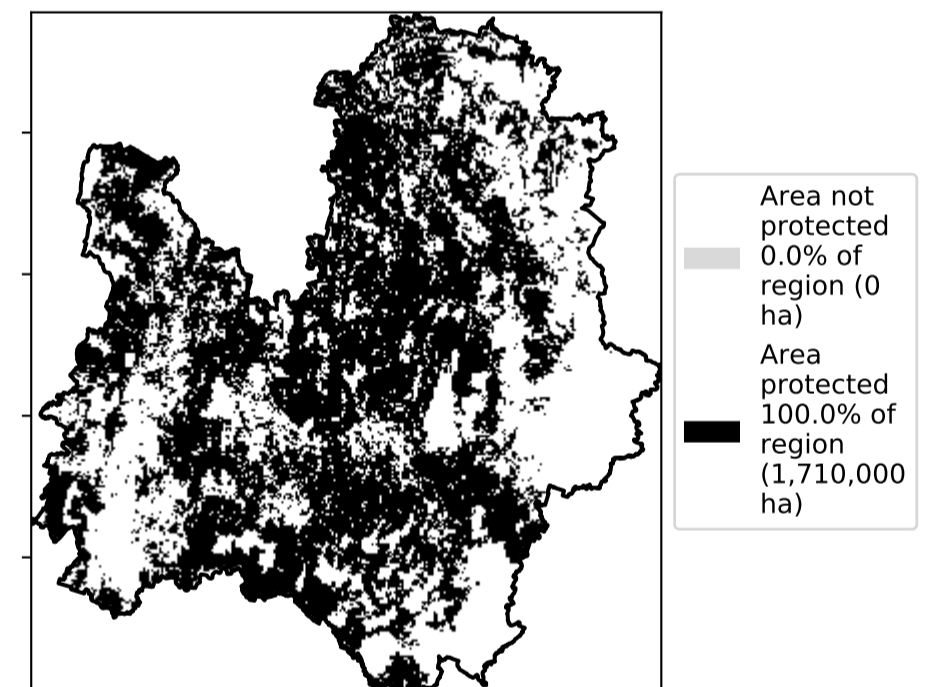 Area not
protected
0.0% of
region (0
ha)
Area
protected
100.0% of
region
(1,710,000
ha)